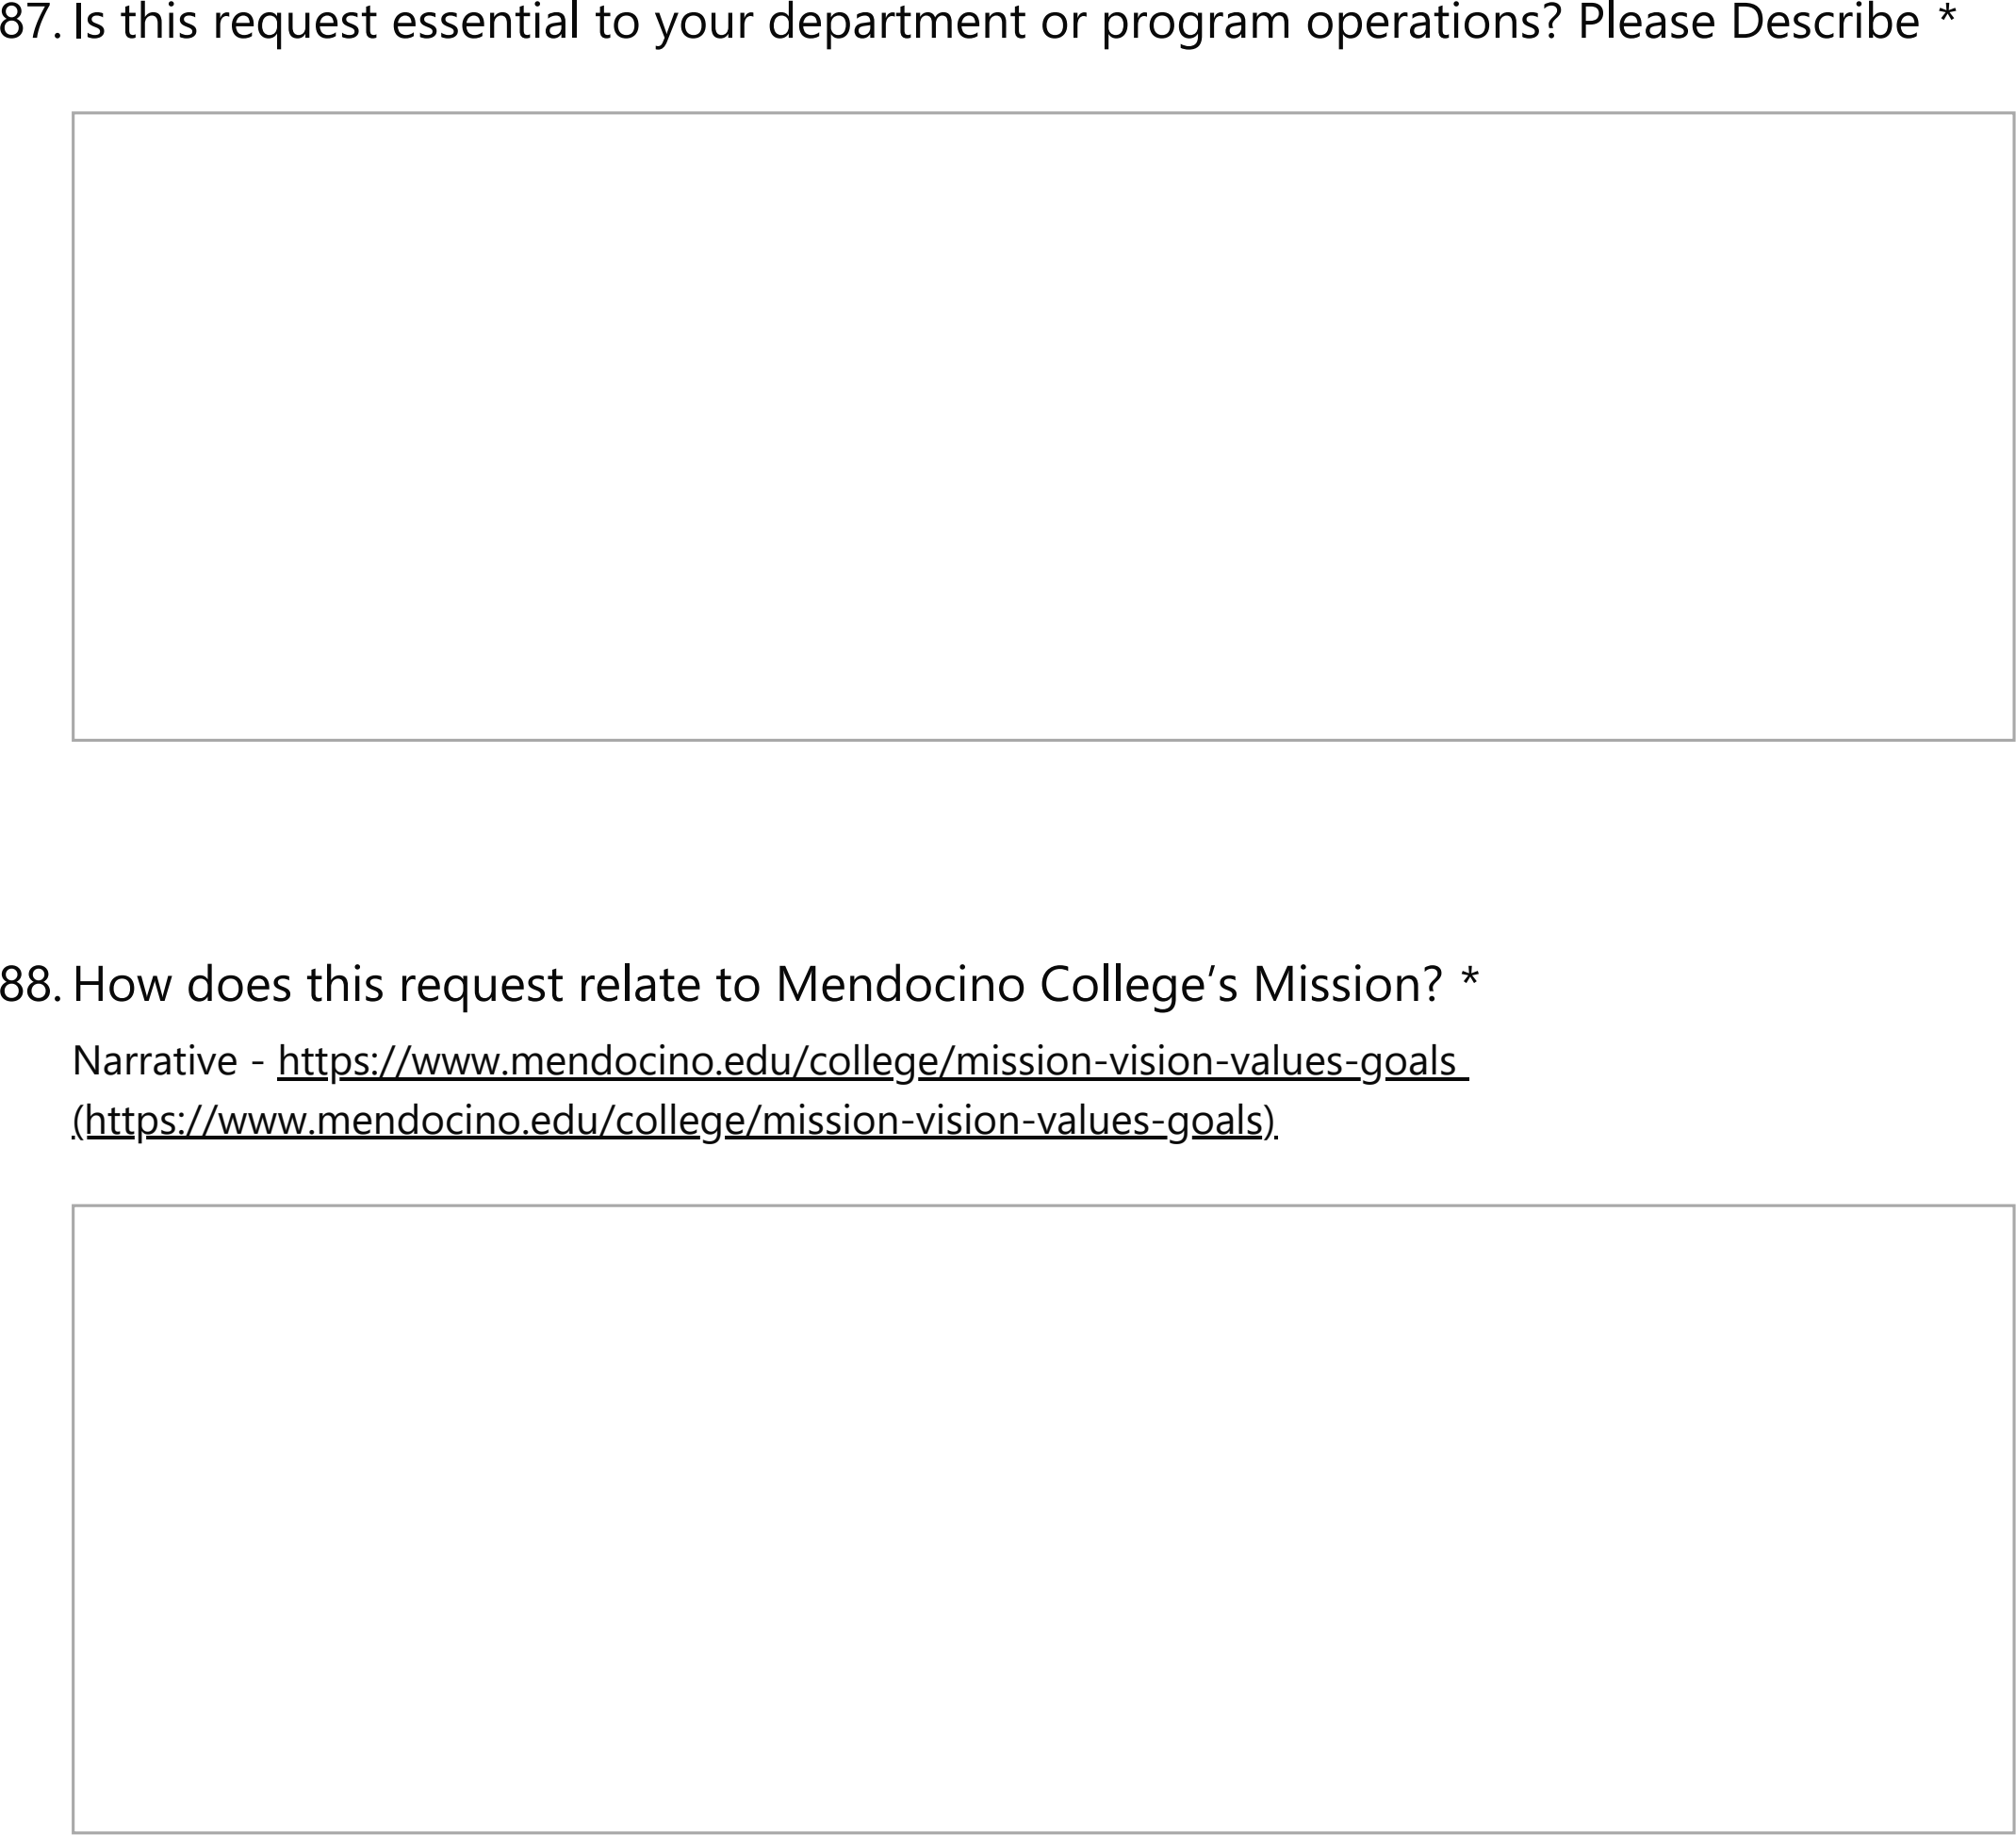 87. Is this request essential to your department or program operations? Please Describe *
88. How does this request relate to Mendocino College’s Mission? *
Narrative - https://www.mendocino.edu/college/mission-vision-values-goals
(https://www.mendocino.edu/college/mission-vision-values-goals)